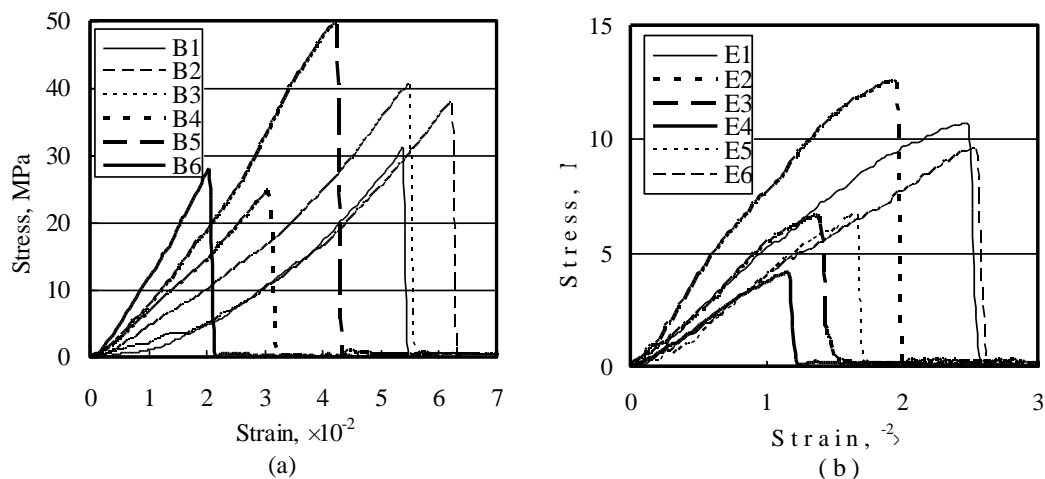 (a)
50
40
30
20
10
0
Stress, MPa
B1
B2
B3
B4
B5
B6
0 1 2 3 4 5 6 7
Strain, ×10-2
(a)
(b)
15
10
5
0
Stress,
E1
E2
E3
E4
E5
E6
0 1 2 3
Strain, -2
(b)